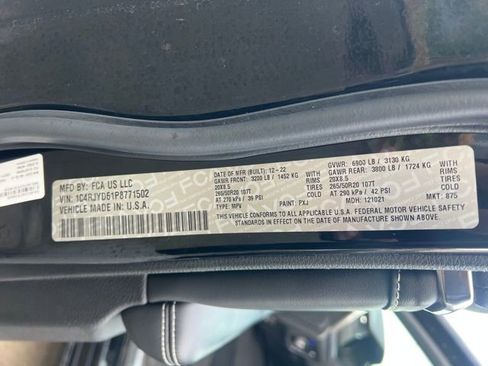 MFD BY: FCA US LLC
DATE OF MFR (BUILT): 12-22
GVWR: 6900 LB / 3130 KG
GAWR FRONT: 3200 LB / 1452 KG WITH
GAWR REAR: 3800 LB / 1724 KG WITH
20X8.5 RIMS
20X8.5 RIMS
265/50R20 107T TIRES
265/50R20 107T TIRES
AT 270 kPa / 39 PSI COLD
AT 290 kPa / 42 PSI COLD
THIS VEHICLE CONFORMS TO ALL APPLICABLE FEDERAL MOTOR VEHICLE SAFETY
STANDARDS IN EFFECT ON THE DATE OF MANUFACTURE SHOWN ABOVE
VIN: 1C4RJYD61P8771502
TYPE: MPV
PAINT: PXJ
MDH: 121021
MKT: 875
VEHICLE MADE IN U.S.A.